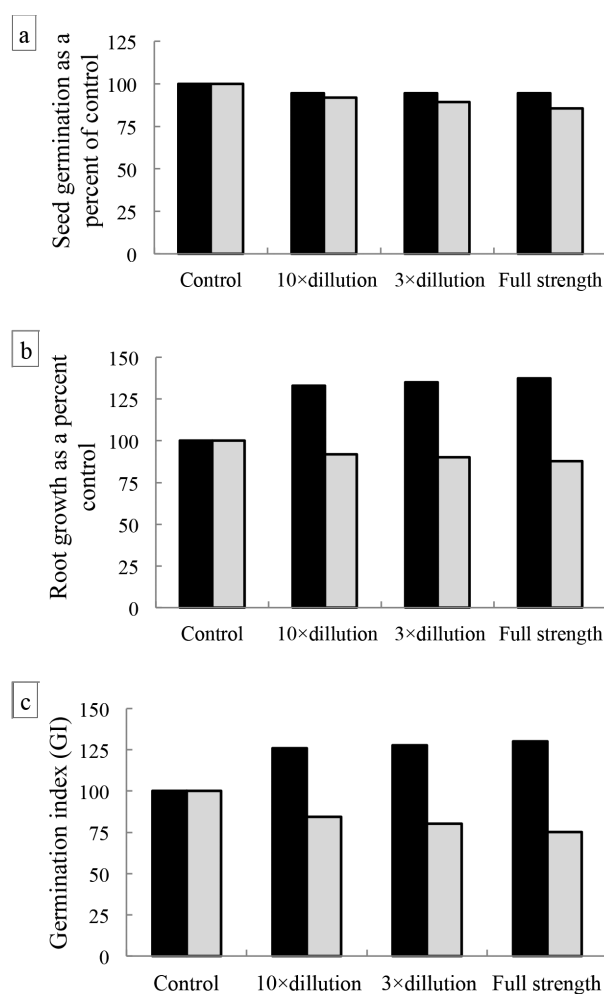 a
Seed germination as a
percent of control
125
100
75
50
25
0
Control 10×dillution 3×dillution Full strength
b
Root growth as a percent
control
150
125
100
75
50
25
0
Control 10×dillution 3×dillution Full strength
c
Germination index (GI)
150
125
100
75
50
25
0
Control 10×dillution 3×dillution Full strength